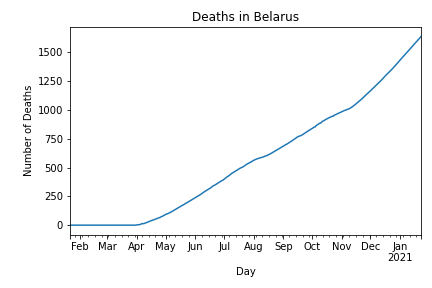 Deaths in Belarus
Number of Deaths
1500
1250
1000
750
500
250
0
Feb Mar Apr May Jun Jul Aug Sep Oct Nov Dec Jan
2021
Day